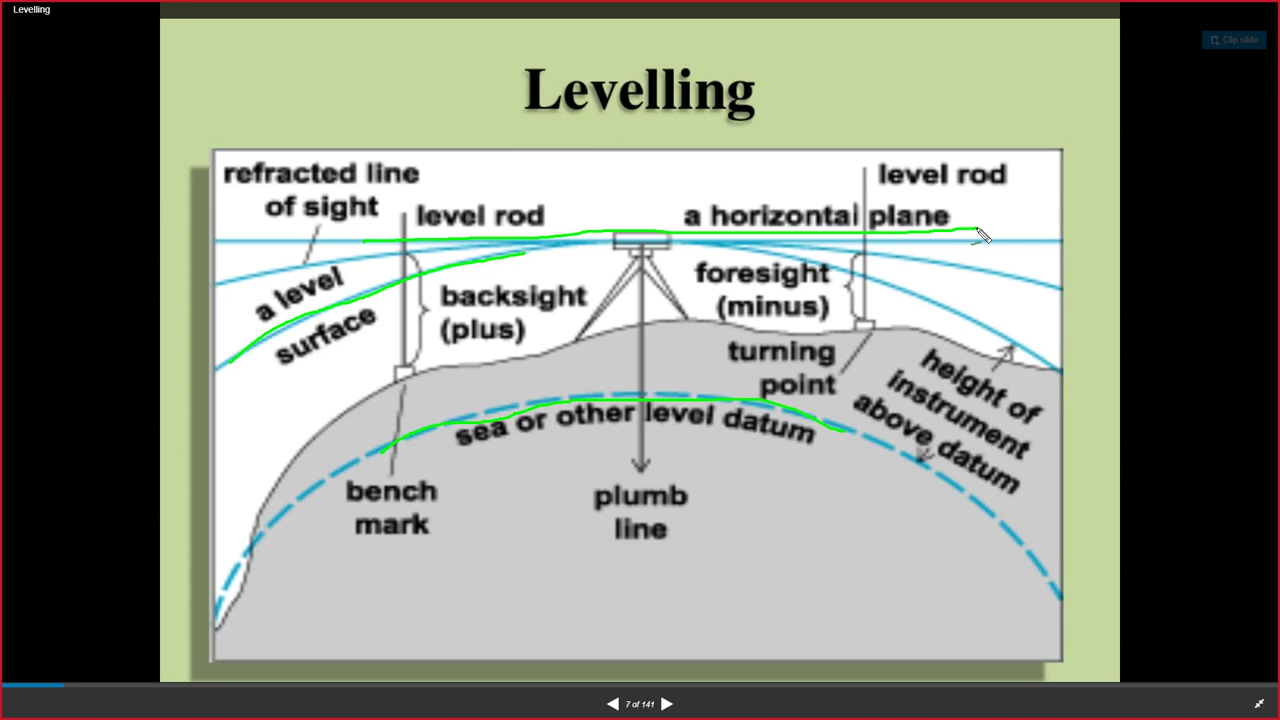 Levelling
Clip slide
Levelling
refracted line
of sight
level rod
a horizontal plane
level rod
a level
surface
backsight
(plus)
foresight
(minus)
turning
point
height of
instrument
above datum
sea or other level datum
bench
mark
plumb
line
7 of 141